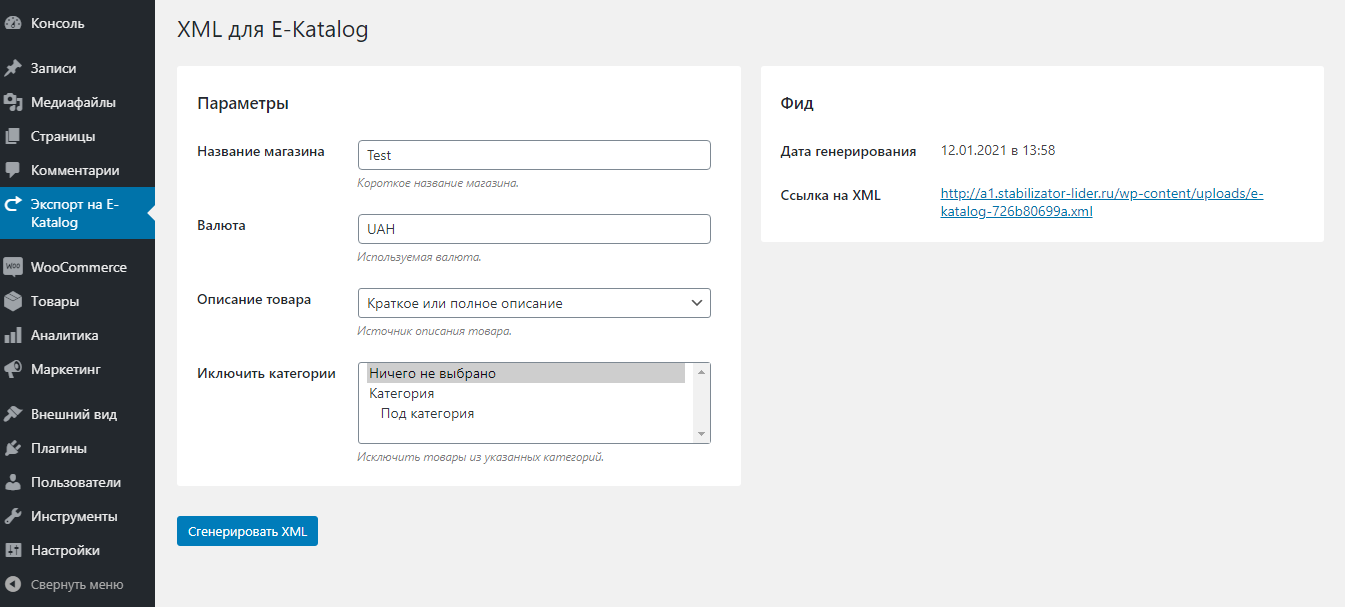 Консоль
Записи
Медиафайлы
Страницы
Комментарии
Экспорт на E-
Katalog
WOO
WooCommerce
Товары
Аналитика
Маркетинг
Внешний вид
Плагины
Пользователи
Инструменты
Настройки
Свернуть меню
XML для E-Katalog
Параметры
Название магазина
Test
Короткое название магазина.
Валюта
UAH
Используемая валюта.
Описание товара
Краткое или полное описание
Источник описания товара.
Иключить категории
Ничего не выбрано
Категория
Под категория
Исключить товары из указанных категорий.
Сгенерировать XML
Фид
Дата генерирования
12.01.2021 в 13:58
Ссылка на XML
http://a1.stabilizator-lider.ru/wp-content/uploads/e-
katalog-726b80699a.xml